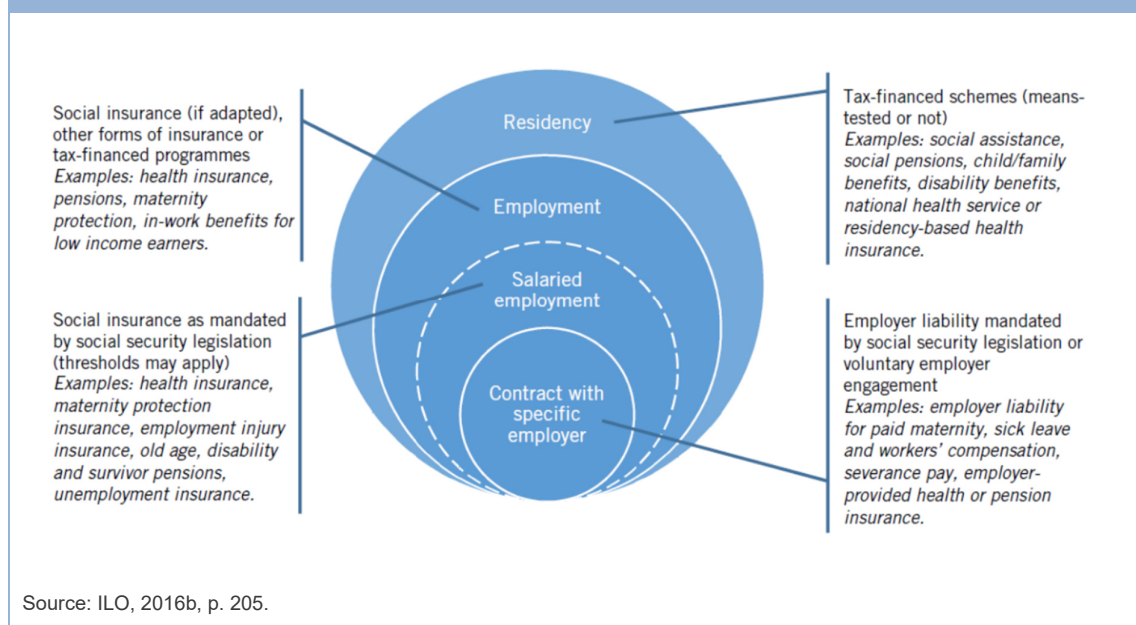 Social insurance (if adapted),
other forms of insurance or
tax-financed programmes
Examples: health insurance,
pensions, maternity
protection, in-work benefits for
low income earners.
Social insurance as mandated
by social security legislation
(thresholds may apply)
Examples: health insurance,
maternity protection
insurance, employment injury
insurance, old age, disability
and survivor pensions,
unemployment insurance.
Residency
Employment
Salaried
employment
Contract with
specific
employer
Tax-financed schemes (means-
tested or not)
Examples: social assistance,
social pensions, child/family
benefits, disability benefits,
national health service or
residency-based health
insurance.
Employer liability mandated
by social security legislation or
voluntary employer
engagement
Examples: employer liability
for paid maternity, sick leave
and workers’ compensation,
severance pay, employer-
provided health or pension
insurance.
Source: ILO, 2016b, p. 205.